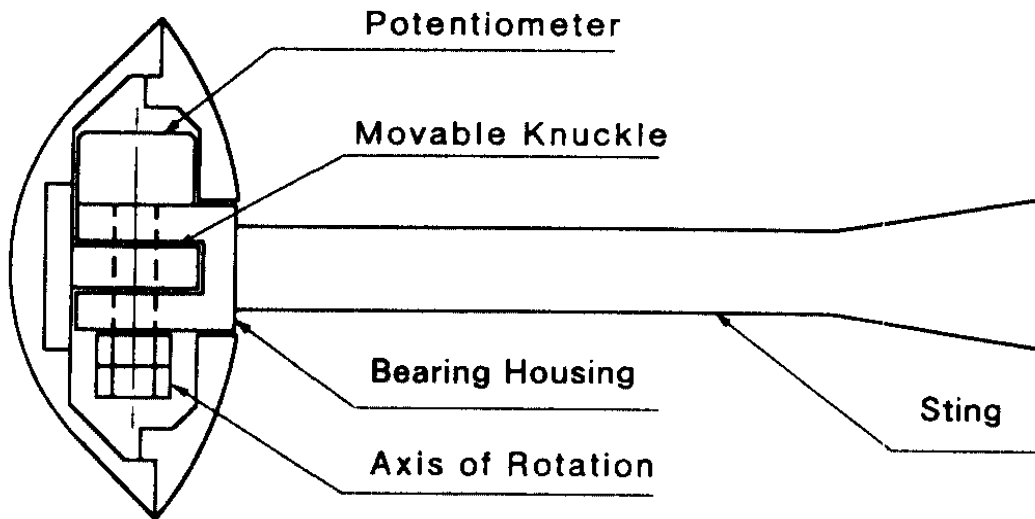 Potentiometer
Movable Knuckle
Bearing Housing
Sting
Axis of Rotation